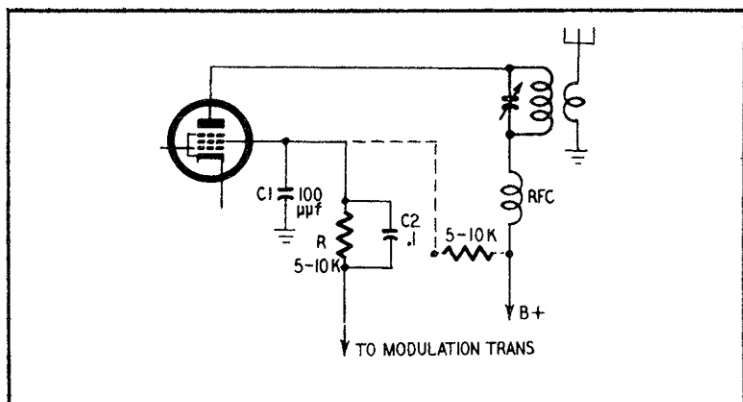 C1
100
μμf
R
5-10K
C2
.1
5-10K
RFC
B+
TO MODULATION TRANS